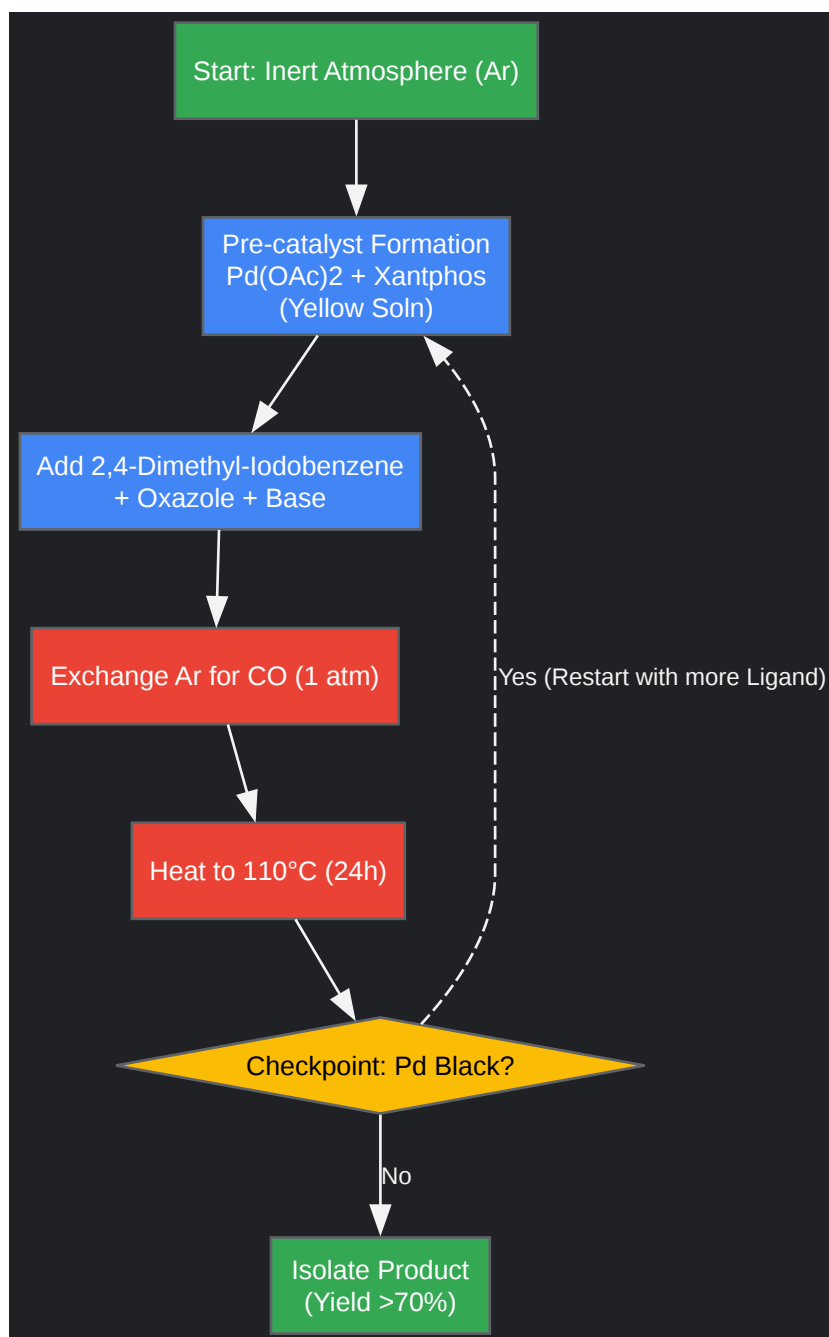 Start: Inert Atmosphere (Ar)
Pre-catalyst Formation
Pd(OAc)2 + Xantphos
(Yellow Soln)
Add 2,4-Dimethyl-Iodobenzene
+ Oxazole + Base
Exchange Ar for CO (1 atm)
Yes (Restart with more Ligand)
Heat to 110°C (24h)
Checkpoint: Pd Black?
No
Isolate Product
(Yield >70%)